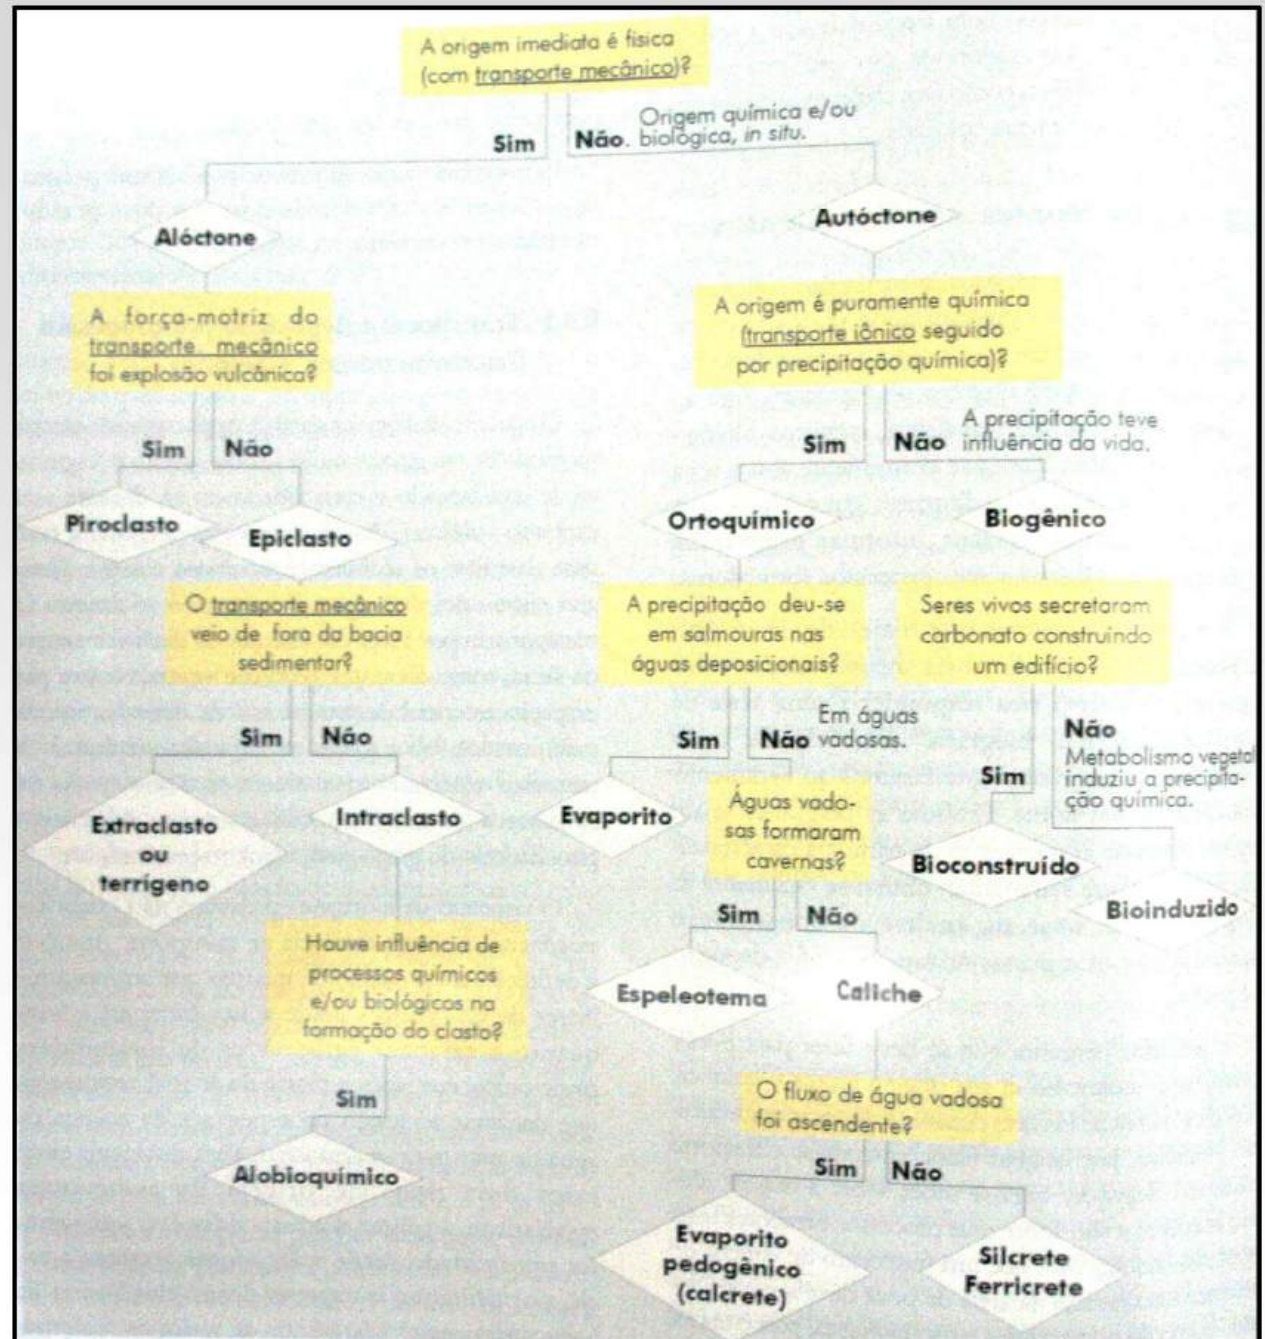 A origem imediata é física
(com transporte mecânico)?
Sim
Não. Origem química e/ou
biológica, in situ.
Alóctone
Autóctone
A força-motriz do
transporte mecânico
foi explosão vulcânica?
A origem é puramente química
(transporte iônico seguido
por precipitação química)?
Sim
Não
Sim
Não
A precipitação teve
influência da vida.
Piroclasto
Epiclasto
Ortoquímico
Biogênico
O transporte mecânico
veio de fora da bacia
sedimentar?
A precipitação deu-se
em salmouras nas
águas deposicionais?
Seres vivos secretaram
carbonato construindo
um edifício?
Sim
Não
Sim
Não
Em águas
vadosas.
Sim
Não
Metabolismo vegetal
induziu a precipita-
ção química.
Extraclasto
ou
terrígeno
Intraclasto
Evaporito
Águas vado-
sas formaram
cavernas?
Bioconstruído
Bioinduzido
Houve influência de
processos químicos
e/ou biológicos na
formação do clasto?
Sim
Não
Espeleotema
Caliche
Sim
Alobioquímico
O fluxo de água vadosa
foi ascendente?
Sim
Não
Evaporito
pedogênico
(calcrete)
Silcrete
Ferricrete